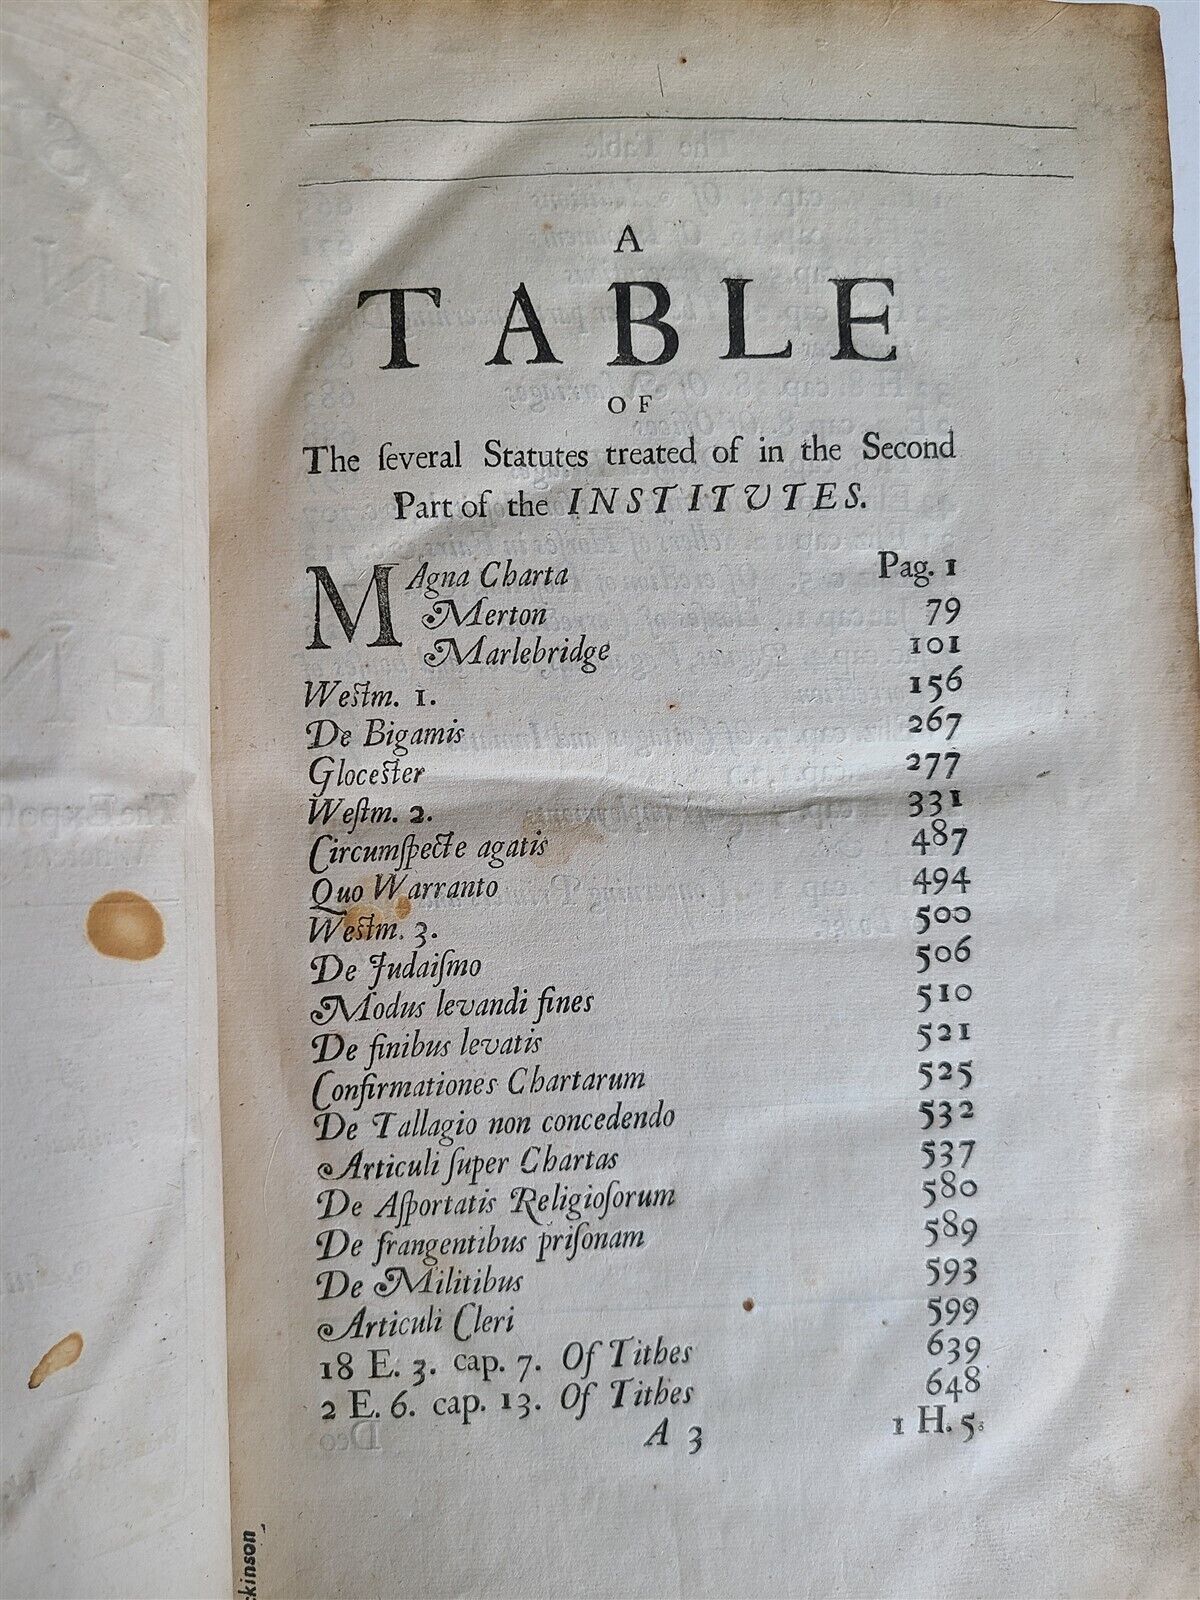 A
TABLE
OF
The ſeveral Statutes treated of in the Second
Part of the INSTITUTES.
MAgna Charta Pag. 1
Merton 79
Marlebridge 101
Westm. 1. 156
De Bigamis 267
Glocester 277
Weſtm. 2. 331
Circumſpecte agatis 487
Quo Warranto 494
Westm. 3. 500
De Judaiſmo 506
Modus levandi fines 510
De finibus levatis 521
Confirmationes Chartarum 525
De Tallagio non concedendo 532
Articuli ſuper Chartas 537
De Aſportatis Religioſorum 580
De frangentibus priſonam 589
De Militibus 593
Articuli Cleri 599
18 E. 3. cap. 7. Of Tithes 639
2 E. 6. cap. 13. Of Tithes 648
A 3 1 H. 5.